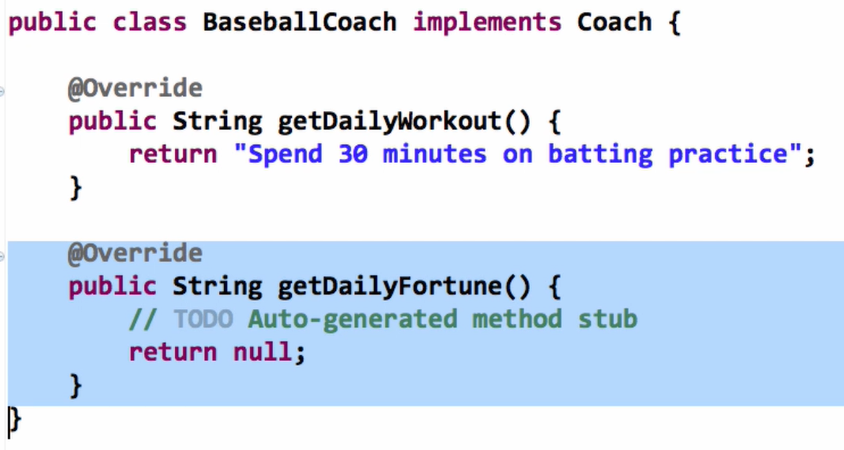 public class BaseballCoach implements Coach {
@Override
public String getDailyWorkout() {
return "Spend 30 minutes on batting practice";
}
@Override
public String getDailyFortune() {
// TODO Auto-generated method stub
return null;
}
}